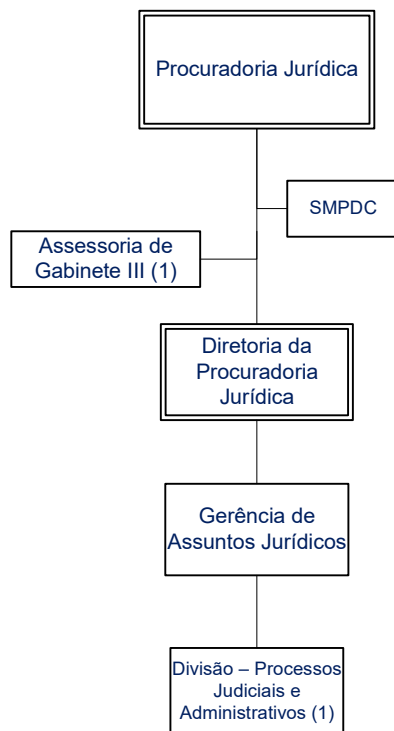 Procuradoria Jurídica
SMPDC
Assessoria de
Gabinete III (1)
Diretoria da
Procuradoria
Jurídica
Gerência de
Assuntos Jurídicos
Divisão – Processos
Judiciais e
Administrativos (1)